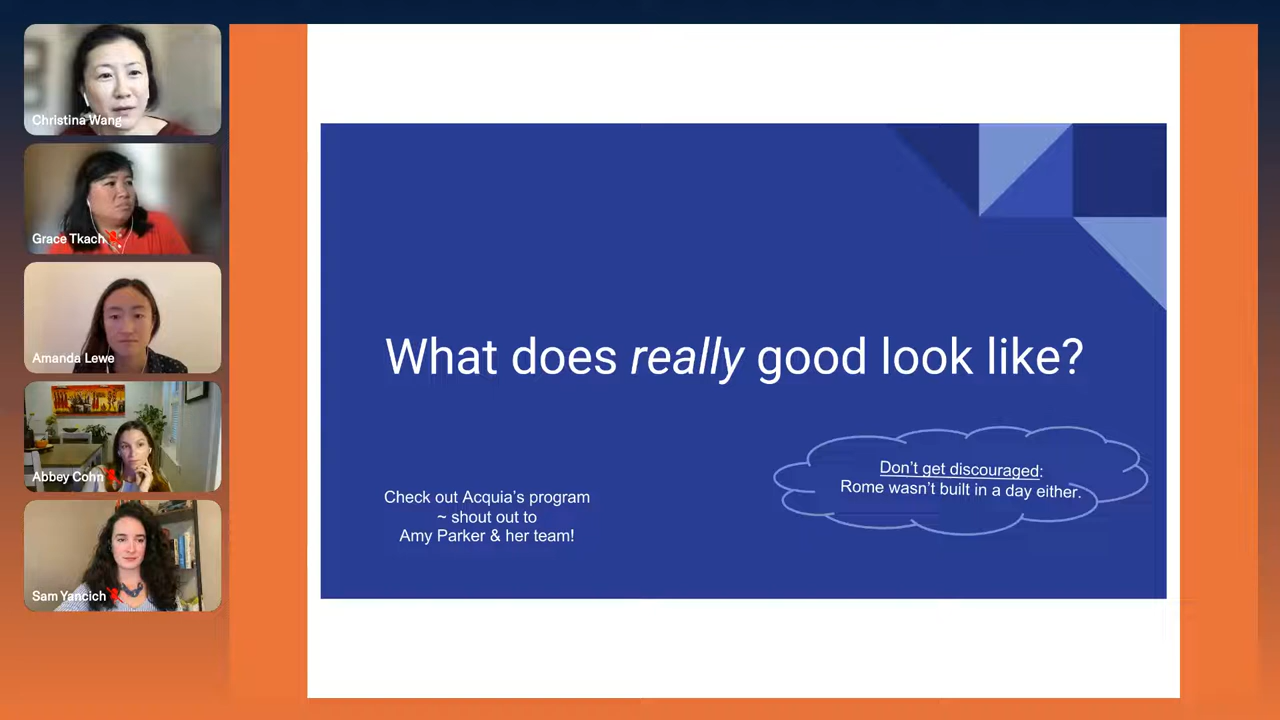 Christina Wang
Grace Tkach
Amanda Lewe
Abbey Cohn
Sam Yancich
What does really good look like?
Check out Acquia's program
~ shout out to
Amy Parker & her team!
Don't get discouraged:
Rome wasn't built in a day either.